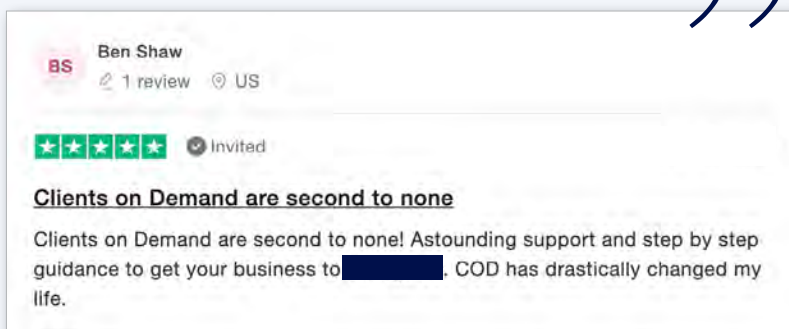 ”
BS
Ben Shaw
1 review US
Invited
Clients on Demand are second to none
Clients on Demand are second to none! Astounding support and step by step
guidance to get your business to . COD has drastically changed my
life.